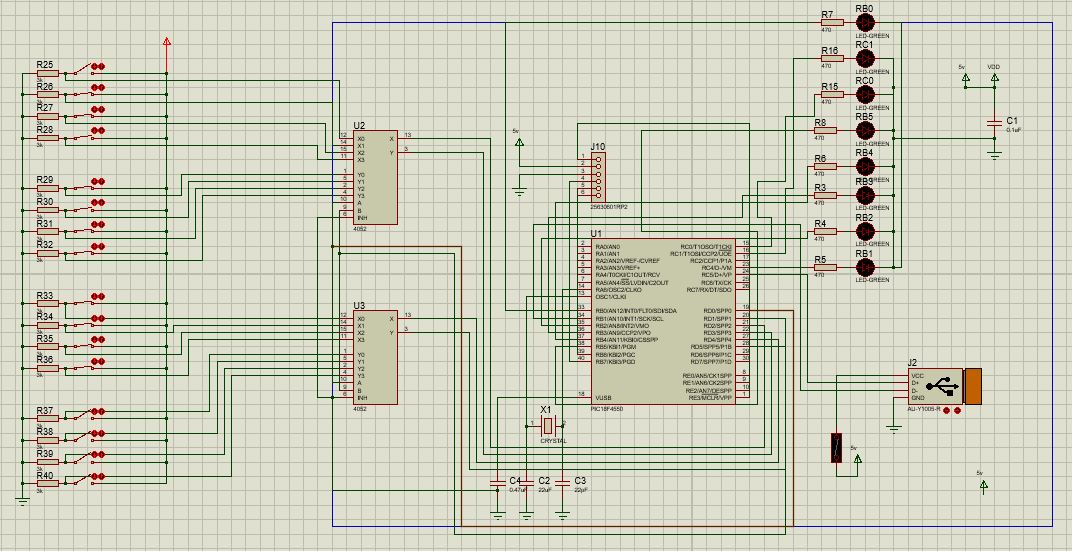 R25
3k
R26
3k
R27
3k
R28
3k
R29
3k
R30
3k
R31
3k
R32
3k
R33
3k
R34
3k
R35
3k
R36
3k
R37
3k
R38
3k
R39
3k
R40
3k
U2
12 X0 X 13
14 X1
15 X2 Y 3
11 X3
1 Y0
5 Y1
2 Y2
4 Y3
10 A
9 B
6 INH
4052
U3
12 X0 X 13
14 X1
15 X2 Y 3
11 X3
1 Y0
5 Y1
2 Y2
4 Y3
10 A
9 B
6 INH
4052
5v
J10
1
2
3
4
5
6
25630601RP2
U1
2 RA0/AN0 RC0/T1OSO/T1CKI 15
3 RA1/AN1 RC1/T1OSI/CCP2/UOE 16
4 RA2/AN2/VREF-/CVREF RC2/CCP1/P1A 17
5 RA3/AN3/VREF+ RC4/D-/VM 23
6 RA4/T0CKI/C1OUT/RCV RC5/D+/VP 24
7 RA5/AN4/SS/LVDIN/C2OUT RC6/TX/CK 25
14 RA6/OSC2/CLKO RC7/RX/DT/SDO 26
13 OSC1/CLKI
33 RB0/AN12/INT0/FLT0/SDI/SDA RD0/SPP0 19
34 RB1/AN10/INT1/SCK/SCL RD1/SPP1 20
35 RB2/AN8/INT2/VMO RD2/SPP2 21
36 RB3/AN9/CCP2/VPO RD3/SPP3 22
37 RB4/AN11/KBI0/CSSPP RD4/SPP4 27
38 RB5/KBI1/PGM RD5/SPP5/P1B 28
39 RB6/KBI2/PGC RD6/SPP6/P1C 29
40 RB7/KBI3/PGD RD7/SPP7/P1D 30
RE0/AN5/CK1SPP 8
RE1/AN6/CK2SPP 9
RE2/AN7/OESPP 10
18 VUSB RE3/MCLR/VPP 1
PIC18F4550
X1
1 2
CRYSTAL
C4
0.47uF
C2
22uF
C3
22pF
R7
470
RB0
LED-GREEN
R16
470
RC1
LED-GREEN
R15
470
RC0
LED-GREEN
R8
470
RB5
LED-GREEN
R6
470
RB4
LED-GREEN
R3
470
RB3
LED-GREEN
R4
470
RB2
LED-GREEN
R5
470
RB1
LED-GREEN
5v VDD
C1
0.1uF
J2
VCC
D+
D-
GND
AU-Y1005-R
5v
5v